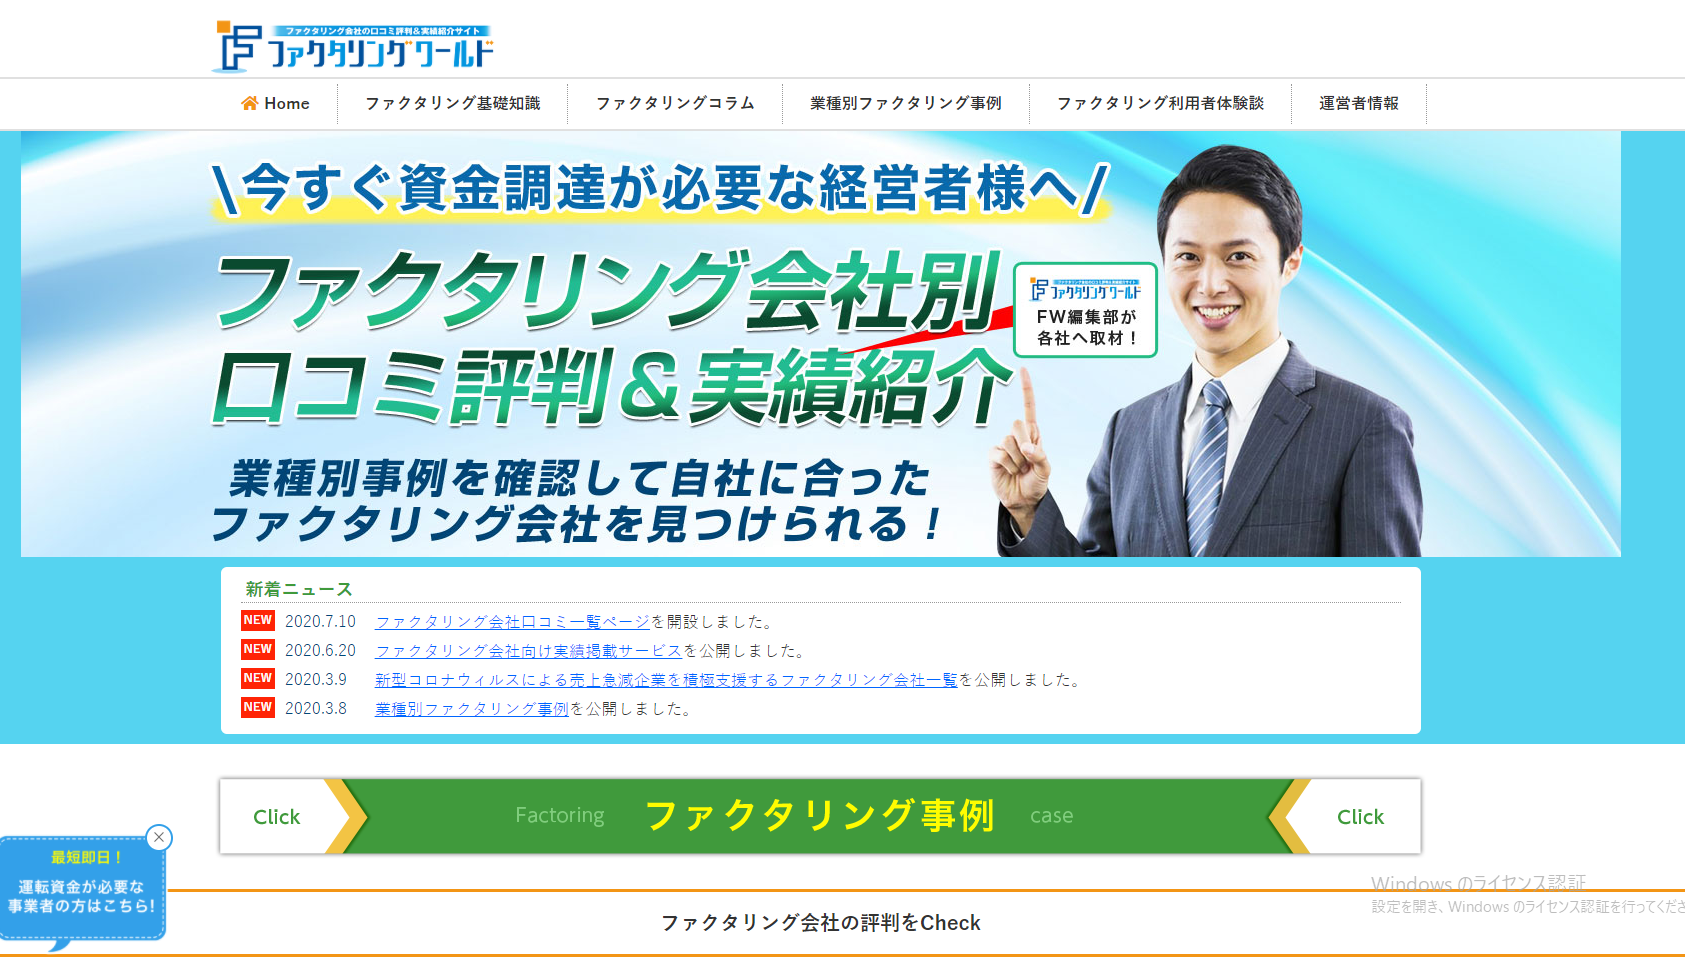 ファクタリング会社の口コミ評判&実績紹介サイト
ファクタリングワールド
Home
ファクタリング基礎知識
ファクタリングコラム
業種別ファクタリング事例
ファクタリング利用者体験談
運営者情報
\今すぐ資金調達が必要な経営者様へ/
ファクタリング会社別
口コミ評判&実績紹介
ファクタリングワールド
FW編集部が
各社へ取材！
業種別事例を確認して自社に合った
ファクタリング会社を見つけられる！
新着ニュース
NEW 2020.7.10 ファクタリング会社口コミ一覧ページを開設しました。
NEW 2020.6.20 ファクタリング会社向け実績掲載サービスを公開しました。
NEW 2020.3.9 新型コロナウィルスによる売上急減企業を積極支援するファクタリング会社一覧を公開しました。
NEW 2020.3.8 業種別ファクタリング事例を公開しました。
Click Factoring ファクタリング事例 case Click
最短即日！
運転資金が必要な
事業者の方はこちら!
Windows のライセンス認証
設定を開き、Windows のライセンス認証を行ってくださ
ファクタリング会社の評判をCheck